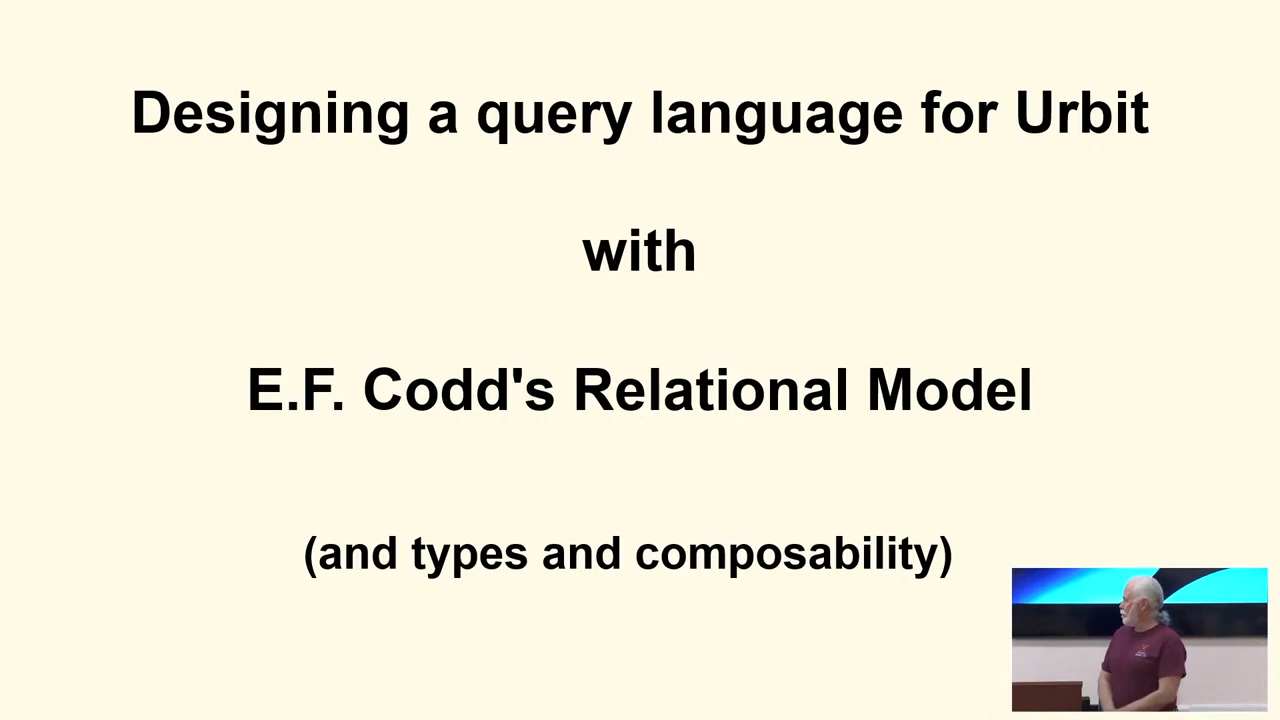 Designing a query language for Urbit
with
E.F. Codd's Relational Model
(and types and composability)